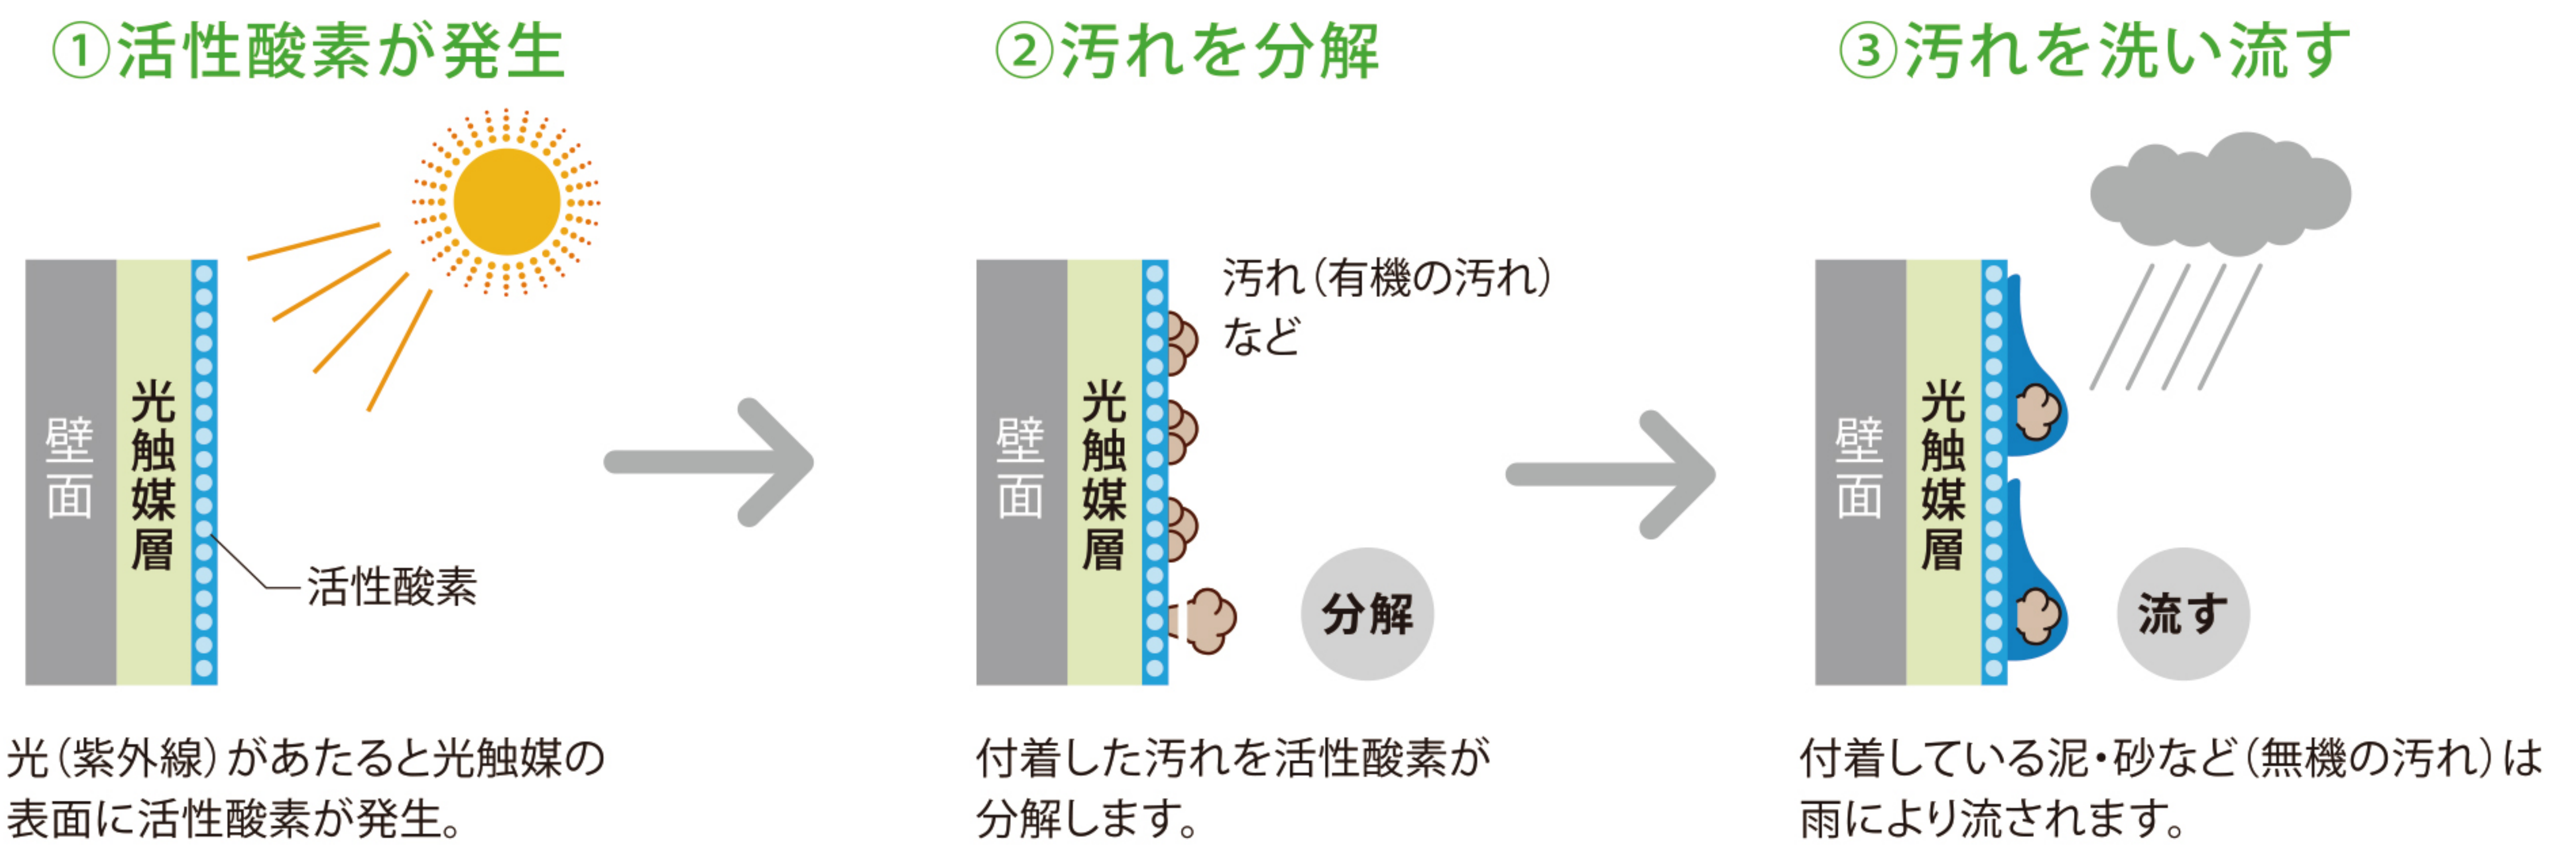 ①活性酸素が発生
壁面
光触媒層
活性酸素
光（紫外線）があたると光触媒の
表面に活性酸素が発生。
②汚れを分解
汚れ（有機の汚れ）
など
壁面
光触媒層
分解
付着した汚れを活性酸素が
分解します。
③汚れを洗い流す
壁面
光触媒層
流す
付着している泥・砂など（無機の汚れ）は
雨により流されます。